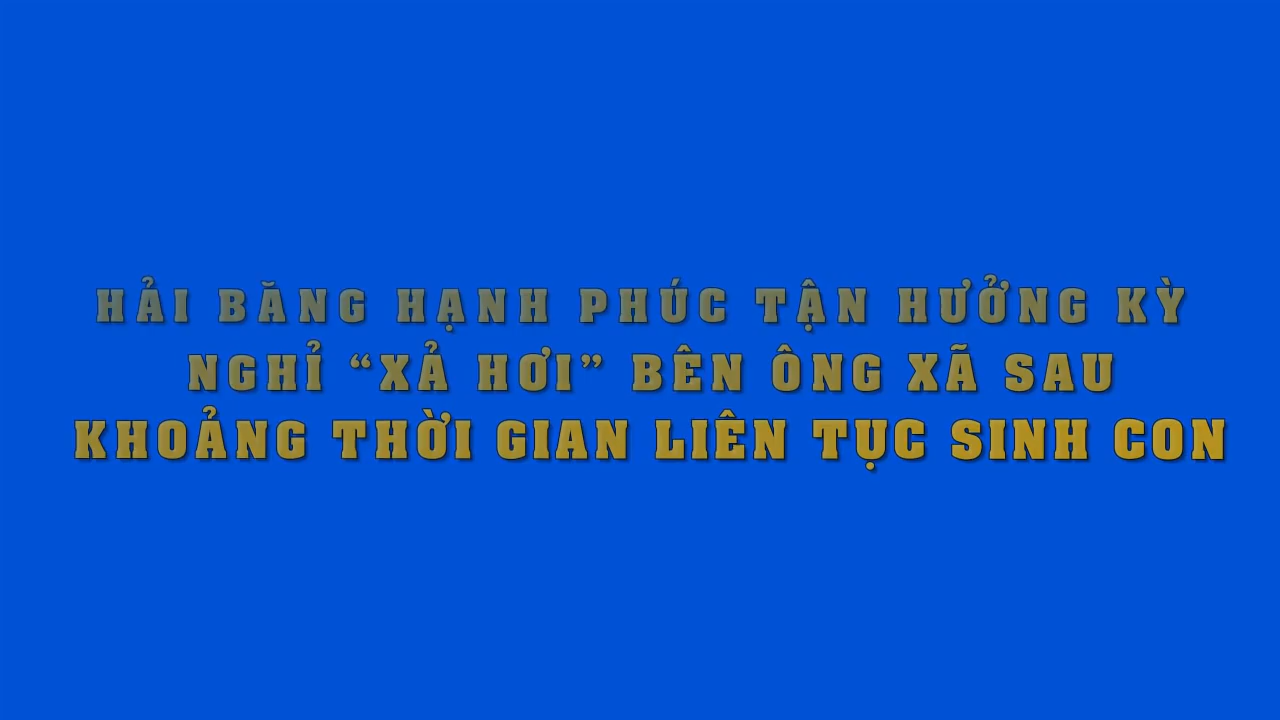 HẢI BĂNG HẠNH PHÚC TẬN HƯỞNG KỲ
NGHỈ “XẢ HƠI” BÊN ÔNG XÃ SAU
KHOẢNG THỜI GIAN LIÊN TỤC SINH CON